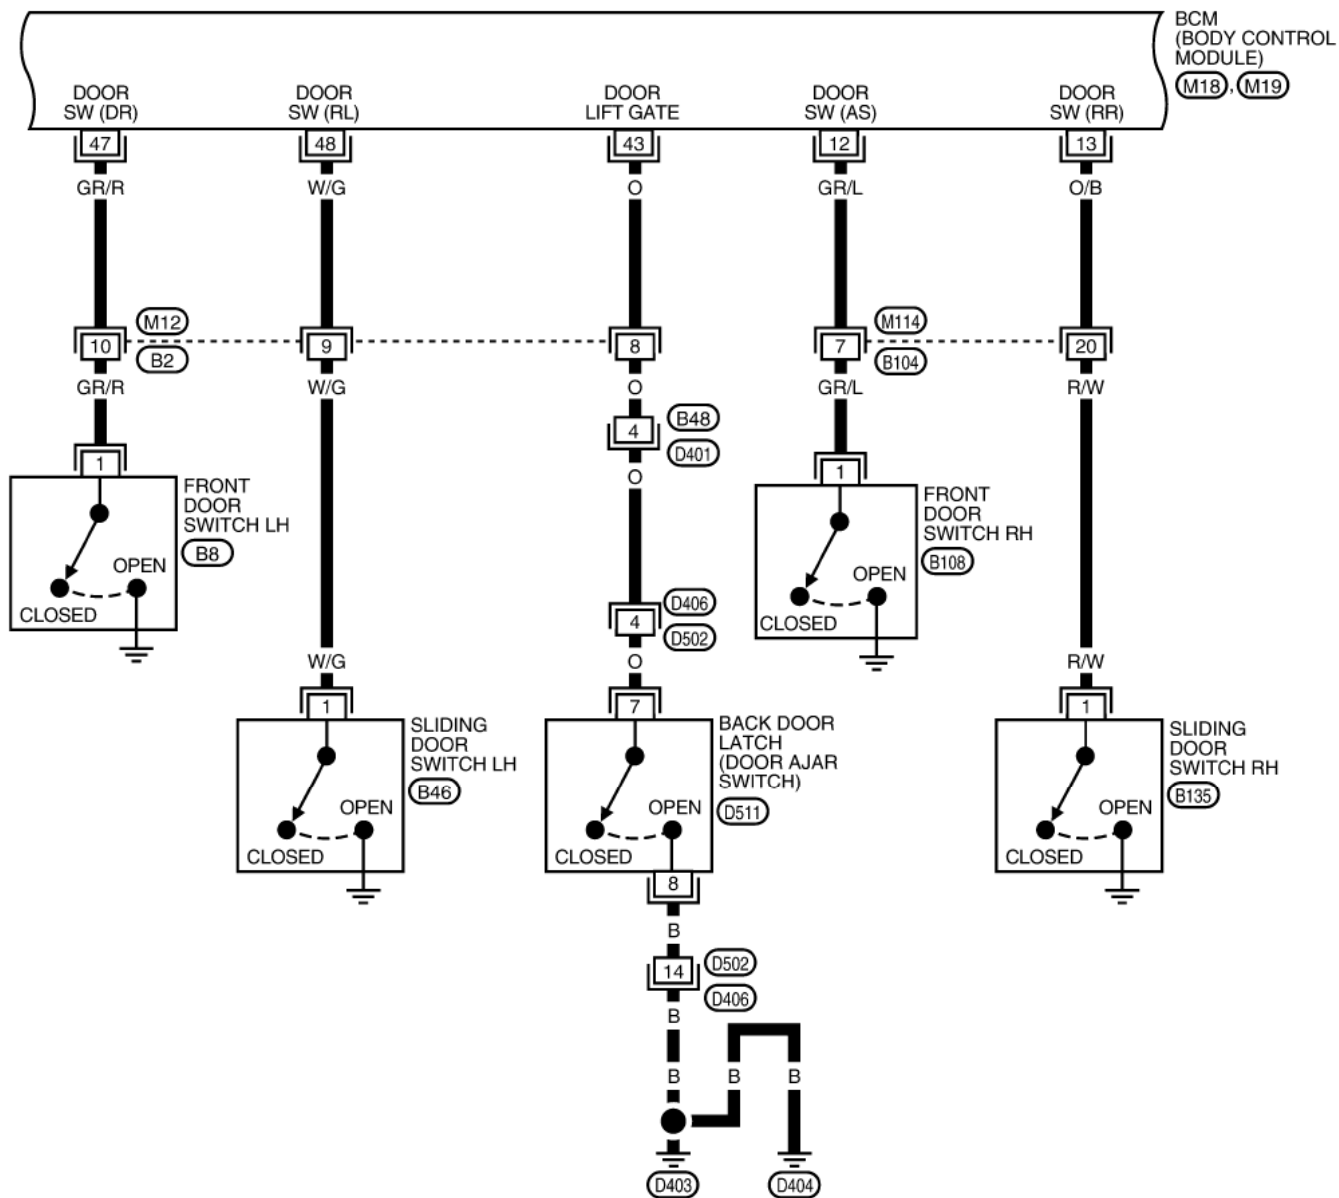 BCM
(BODY CONTROL
MODULE)
M18 , M19
DOOR
SW (DR)
DOOR
SW (RL)
DOOR
LIFT GATE
DOOR
SW (AS)
DOOR
SW (RR)
47
48
43
12
13
GR/R
W/G
O
GR/L
O/B
M12
M114
10
9
8
7
20
B2
B104
GR/R
W/G
O
GR/L
R/W
B48
4
D401
O
1
FRONT
DOOR
SWITCH LH
B8
OPEN
CLOSED
1
FRONT
DOOR
SWITCH RH
B108
OPEN
CLOSED
D406
4
D502
W/G
O
R/W
1
SLIDING
DOOR
SWITCH LH
B46
OPEN
CLOSED
7
BACK DOOR
LATCH
(DOOR AJAR
SWITCH)
D511
OPEN
CLOSED
1
SLIDING
DOOR
SWITCH RH
B135
OPEN
CLOSED
8
B
14
D502
D406
B
B
B
B
D403
D404